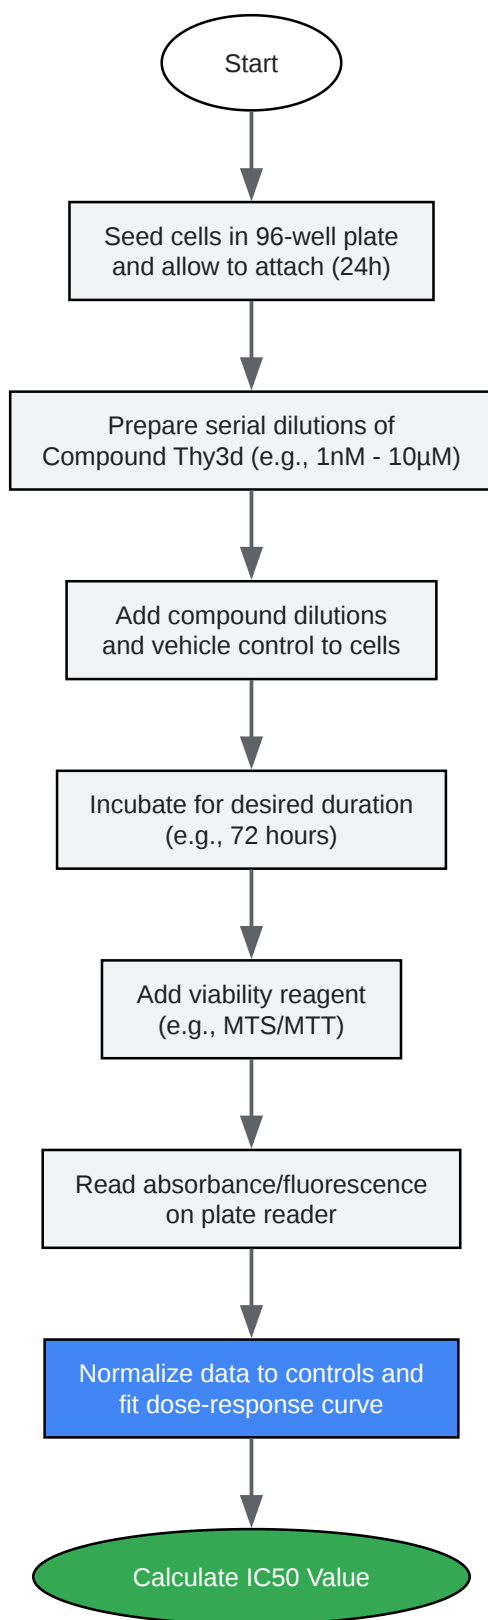 Start
Seed cells in 96-well plate
and allow to attach (24h)
Prepare serial dilutions of
Compound Thy3d (e.g., 1nM - 10µM)
Add compound dilutions
and vehicle control to cells
Incubate for desired duration
(e.g., 72 hours)
Add viability reagent
(e.g., MTS/MTT)
Read absorbance/fluorescence
on plate reader
Normalize data to controls and
fit dose-response curve
Calculate IC50 Value